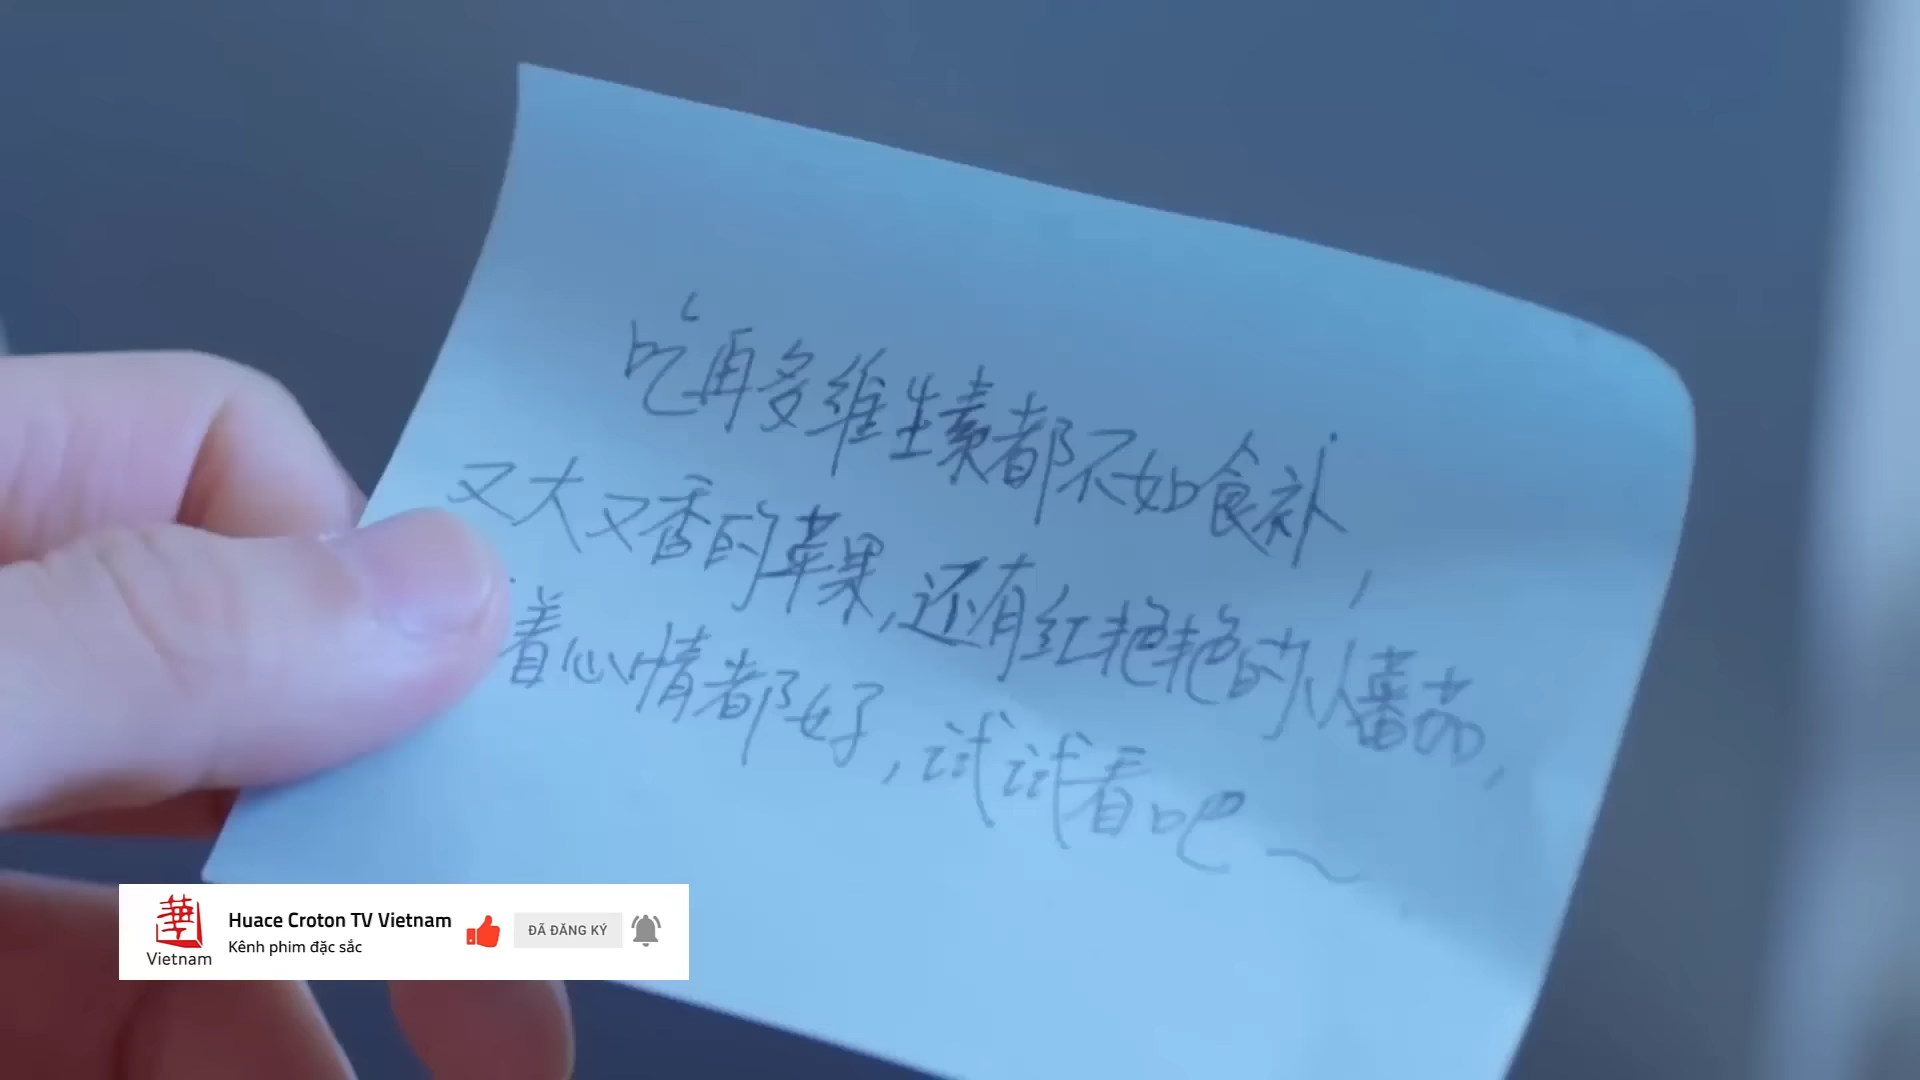 吃再多维生素都不如食补,
又大又香的苹果,还有红艳艳的小蕃茄,
看心情都好,试试看吧～
華
Vietnam
Huace Croton TV Vietnam
Kênh phim đặc sắc
ĐÃ ĐĂNG KÝ